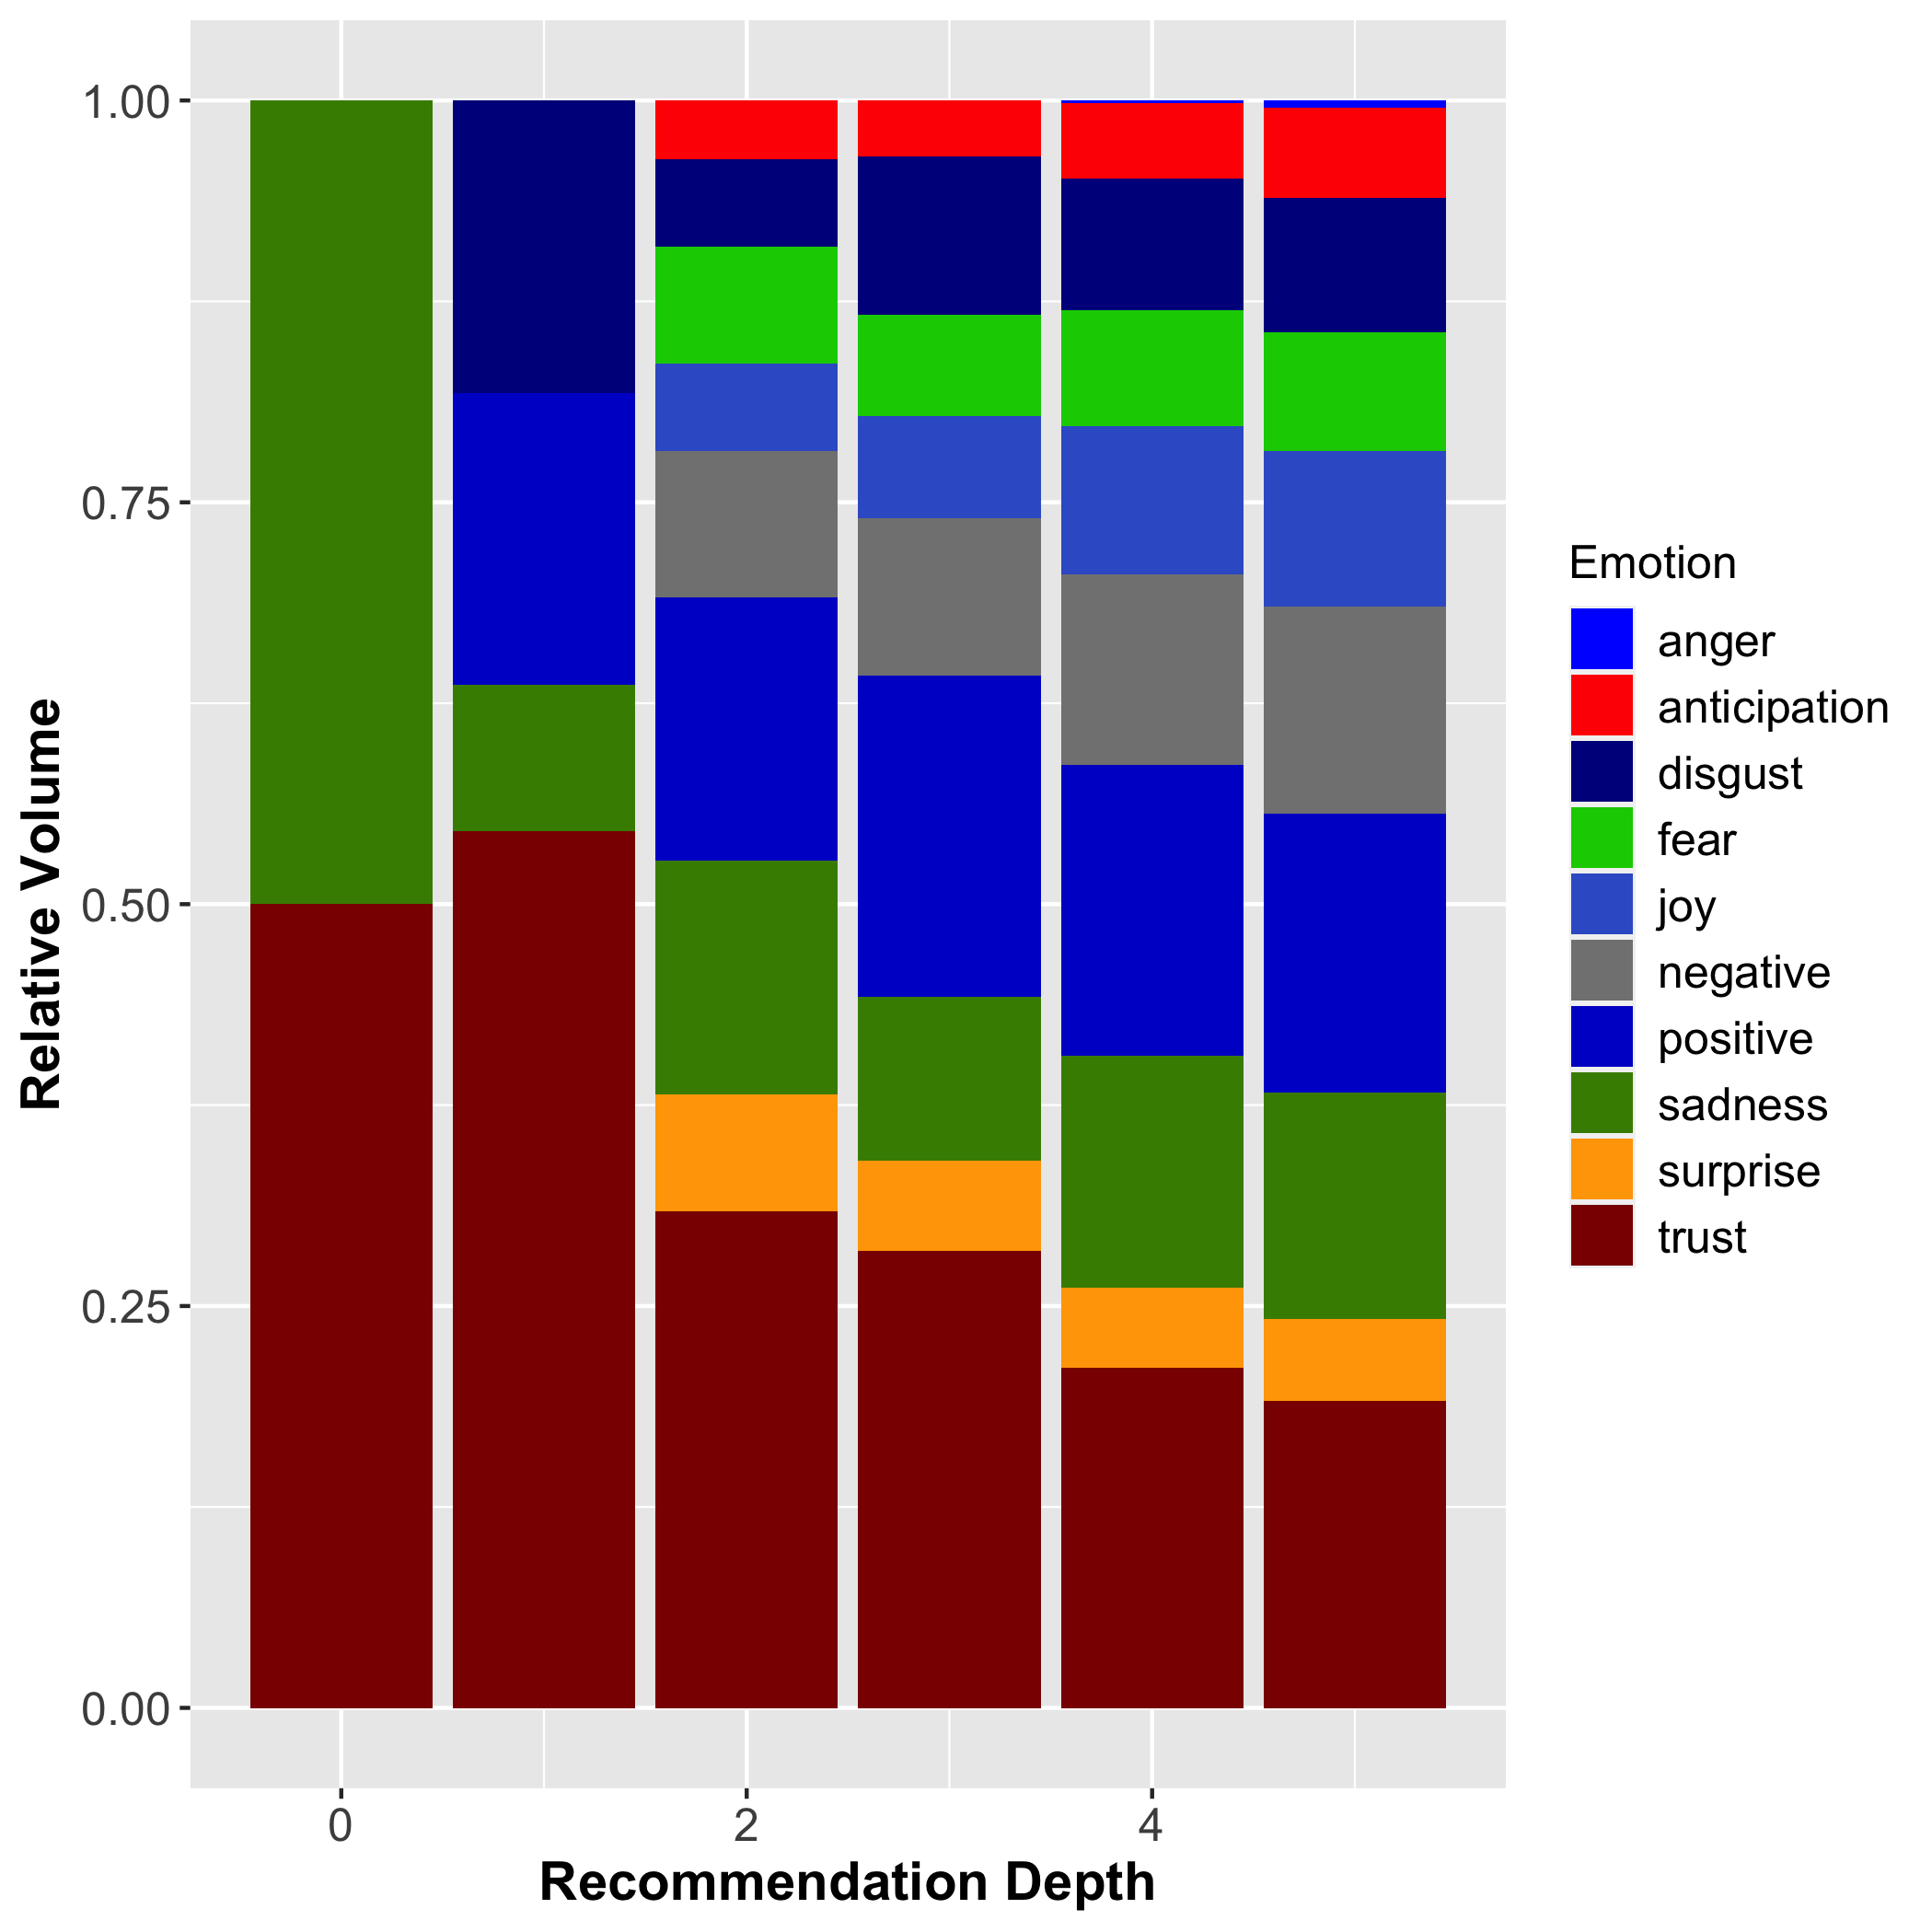 1.00
0.75
0.50
0.25
0.00
Relative Volume
0
2
4
Recommendation Depth
Emotion
anger
anticipation
disgust
fear
joy
negative
positive
sadness
surprise
trust